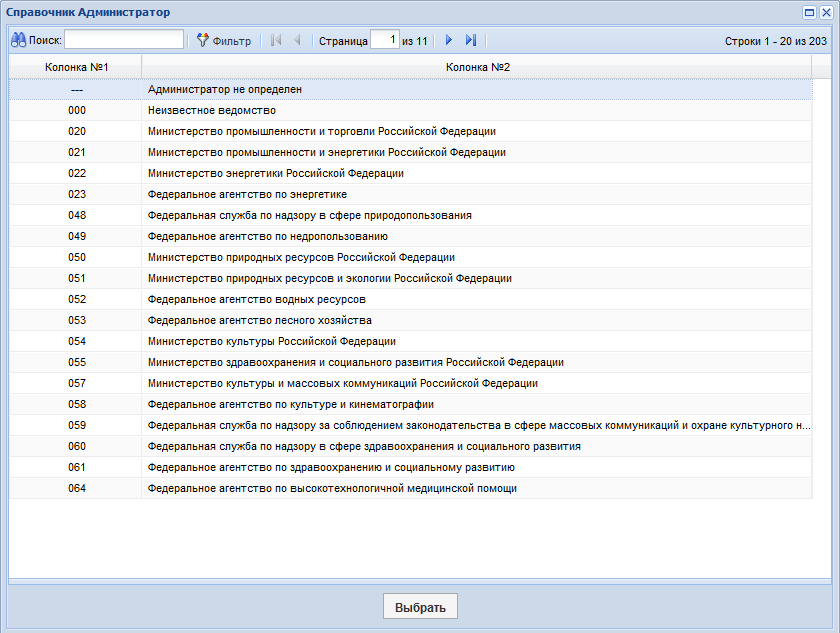 Справочник Администратор
Поиск: Фильтр Страница 1 из 11 Строки 1 - 20 из 203
Колонка №1 Колонка №2
--- Администратор не определен
000 Неизвестное ведомство
020 Министерство промышленности и торговли Российской Федерации
021 Министерство промышленности и энергетики Российской Федерации
022 Министерство энергетики Российской Федерации
023 Федеральное агентство по энергетике
048 Федеральная служба по надзору в сфере природопользования
049 Федеральное агентство по недропользованию
050 Министерство природных ресурсов Российской Федерации
051 Министерство природных ресурсов и экологии Российской Федерации
052 Федеральное агентство водных ресурсов
053 Федеральное агентство лесного хозяйства
054 Министерство культуры Российской Федерации
055 Министерство здравоохранения и социального развития Российской Федерации
057 Министерство культуры и массовых коммуникаций Российской Федерации
058 Федеральное агентство по культуре и кинематографии
059 Федеральная служба по надзору за соблюдением законодательства в сфере массовых коммуникаций и охране культурного н...
060 Федеральная служба по надзору в сфере здравоохранения и социального развития
061 Федеральное агентство по здравоохранению и социальному развитию
064 Федеральное агентство по высокотехнологичной медицинской помощи
Выбрать